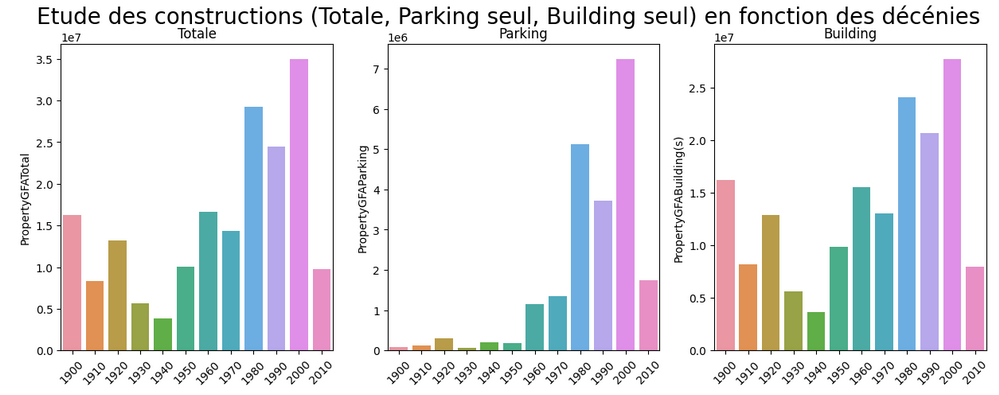 Etude des constructions (Totale, Parking seul, Building seul) en fonction des décénies
Totale
1e7
PropertyGFATotal
3.5
3.0
2.5
2.0
1.5
1.0
0.5
0.0
1900 1910 1920 1930 1940 1950 1960 1970 1980 1990 2000 2010
Parking
1e6
PropertyGFAParking
7
6
5
4
3
2
1
0
1900 1910 1920 1930 1940 1950 1960 1970 1980 1990 2000 2010
Building
1e7
PropertyGFABuilding(s)
2.5
2.0
1.5
1.0
0.5
0.0
1900 1910 1920 1930 1940 1950 1960 1970 1980 1990 2000 2010